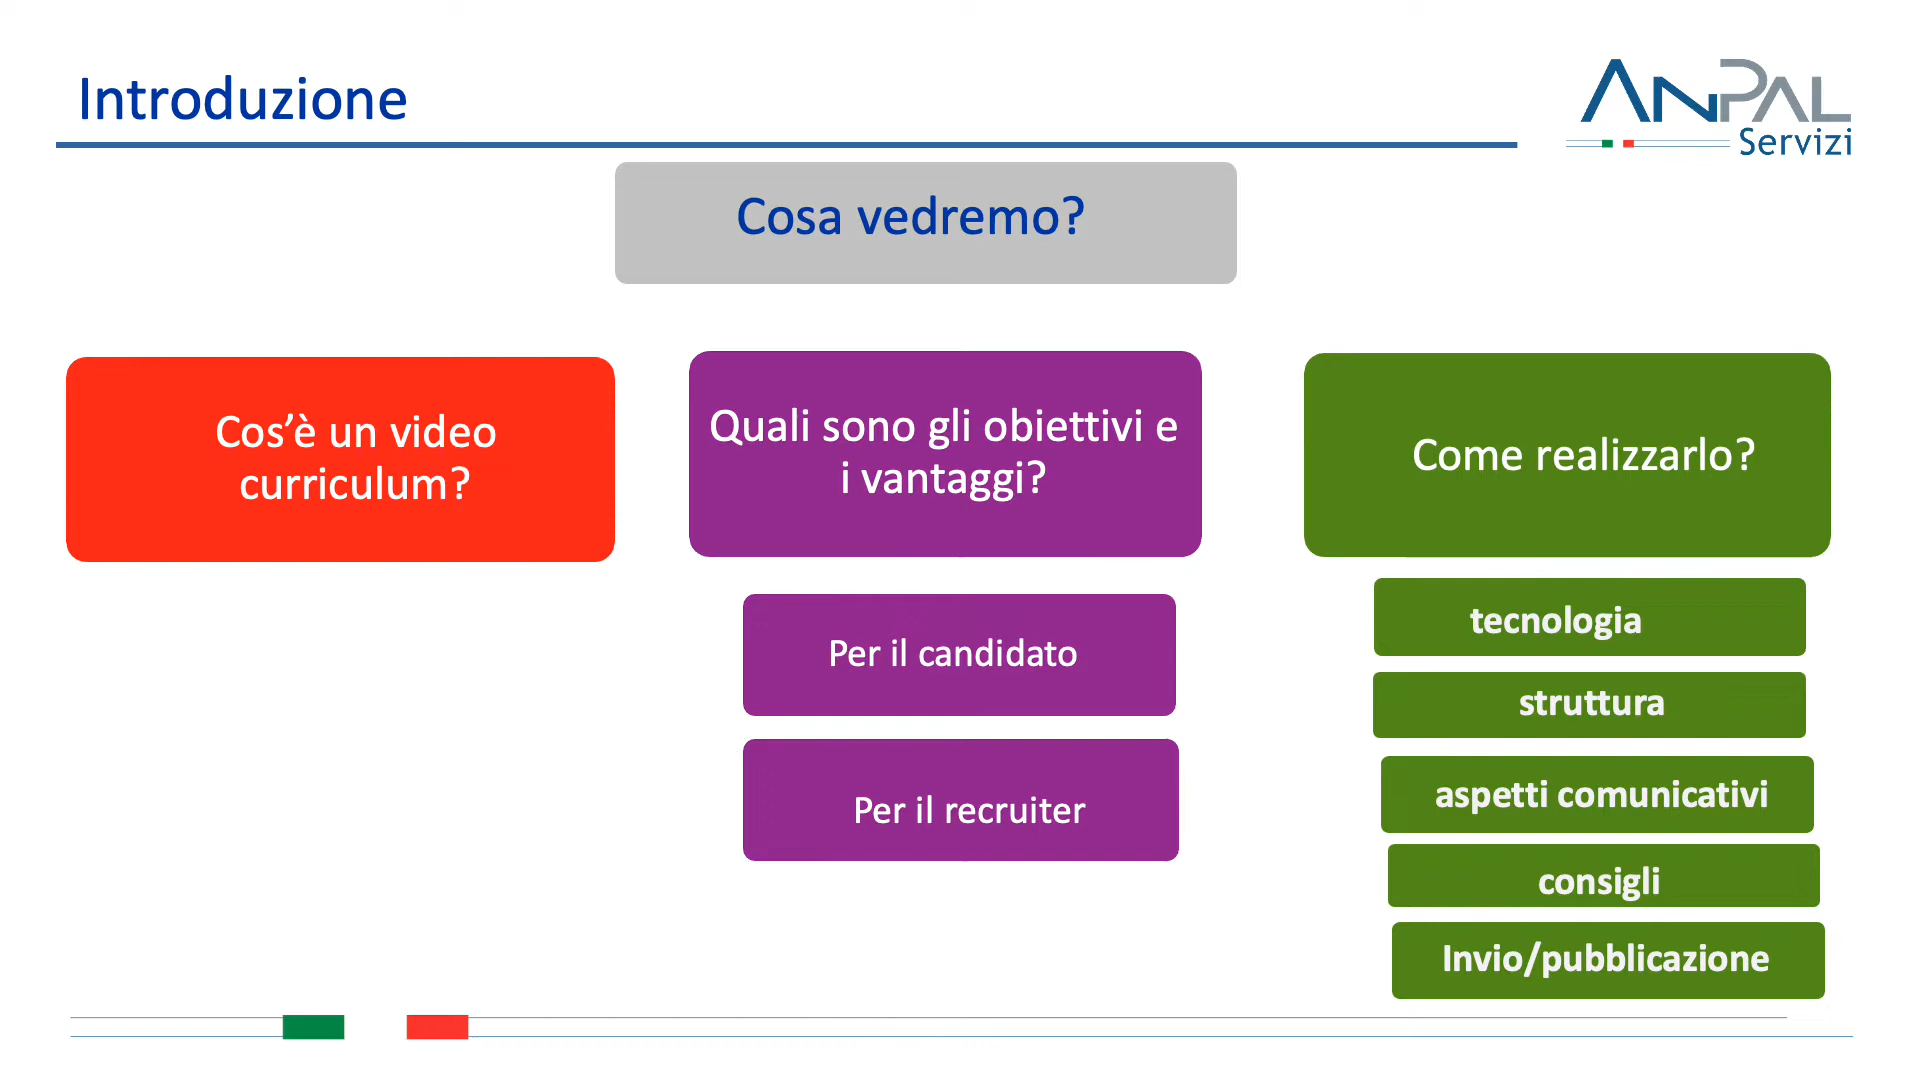 Introduzione
ANPAL
Servizi
Cosa vedremo?
Cos’è un video
curriculum?
Quali sono gli obiettivi e
i vantaggi?
Per il candidato
Per il recruiter
Come realizzarlo?
tecnologia
struttura
aspetti comunicativi
consigli
Invio/pubblicazione